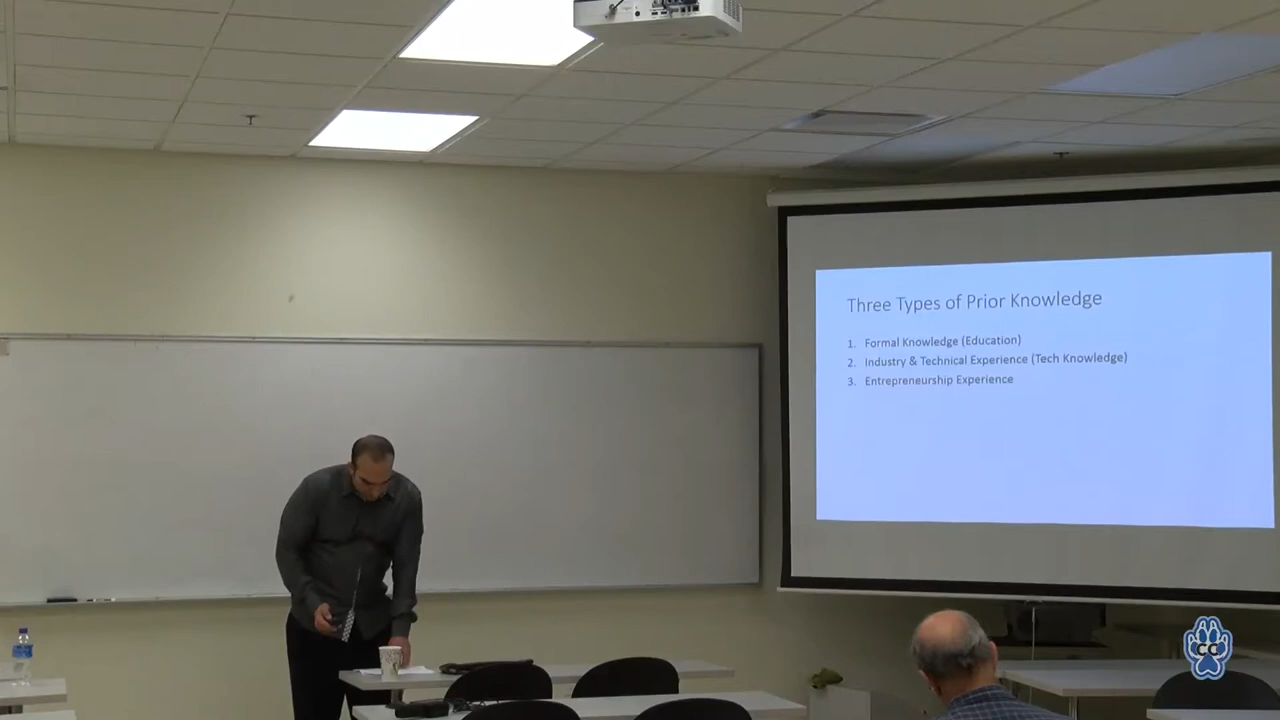 Three Types of Prior Knowledge
1. Formal Knowledge (Education)
2. Industry & Technical Experience (Tech Knowledge)
3. Entrepreneurship Experience
CC